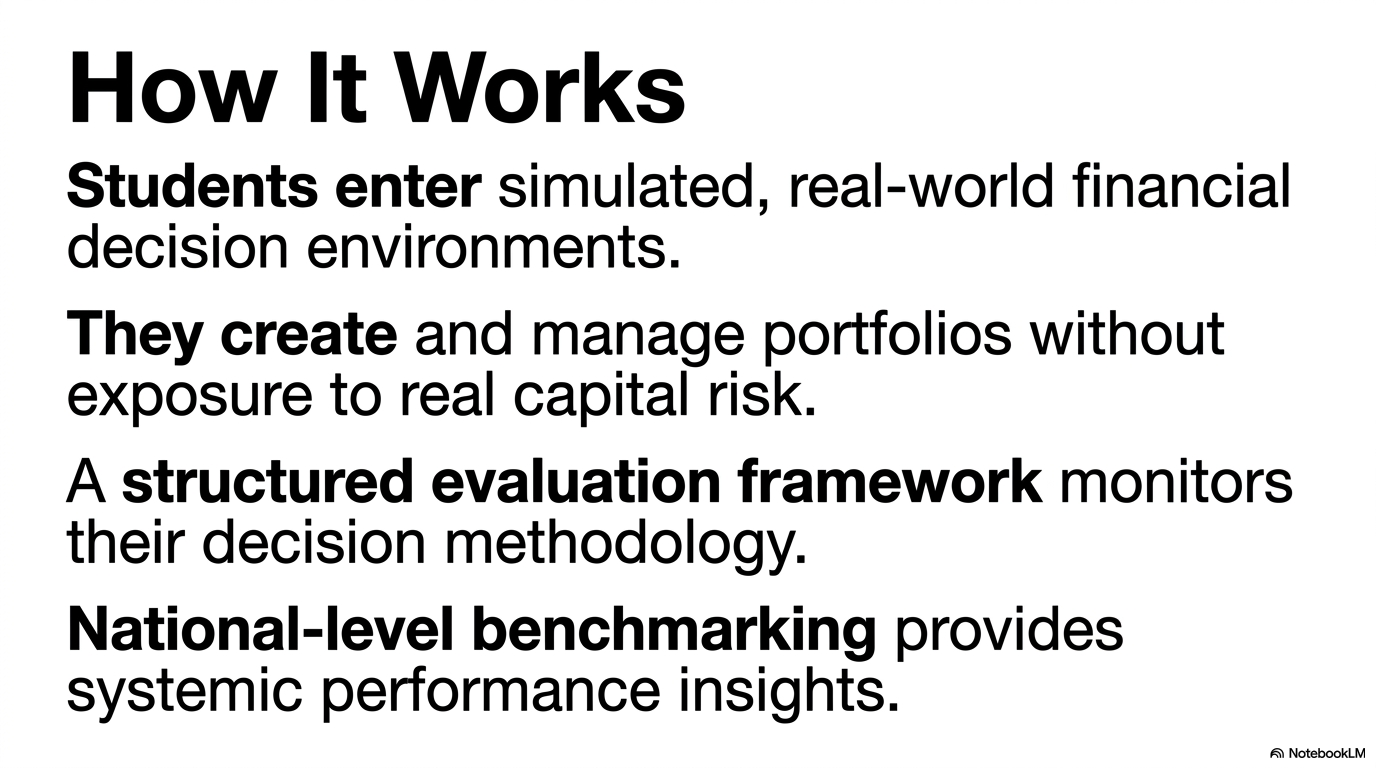 How It Works
Students enter simulated, real-world financial
decision environments.
They create and manage portfolios without
exposure to real capital risk.
A structured evaluation framework monitors
their decision methodology.
National-level benchmarking provides
systemic performance insights.
NotebookLM